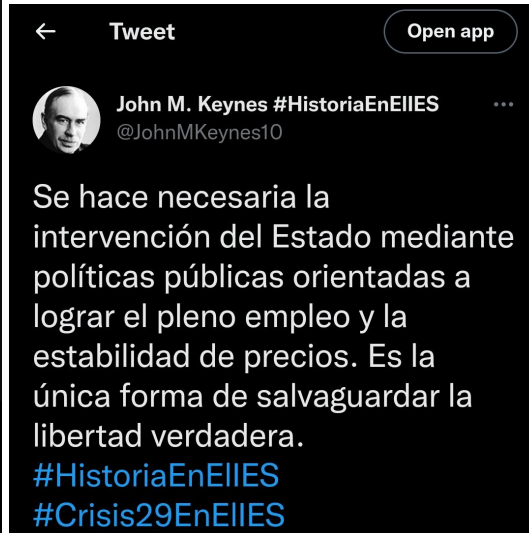 Tweet
Open app
John M. Keynes #HistoriaEnElIES
@JohnMKeynes10
Se hace necesaria la
intervención del Estado mediante
políticas públicas orientadas a
lograr el pleno empleo y la
estabilidad de precios. Es la
única forma de salvaguardar la
libertad verdadera.
#HistoriaEnElIES
#Crisis29EnElIES